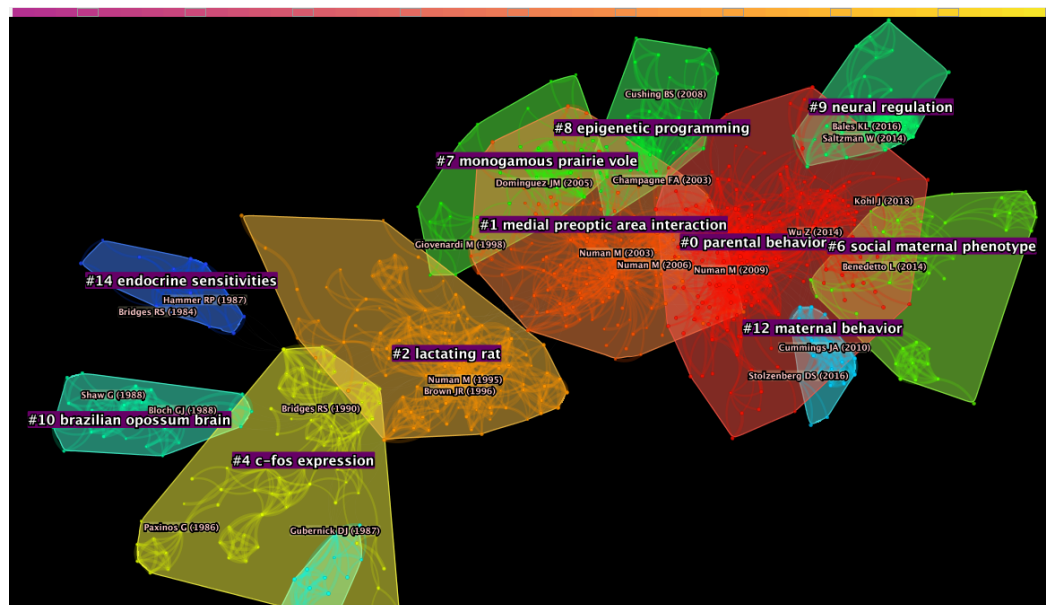 Cushing BS (2008)
#9 neural regulation
#8 epigenetic programming
Bales KL (2016)
Saltzman W (2014)
#7 monogamous prairie vole
Dominguez JM (2005)
Champagne FA (2003)
Kohl J (2018)
#1 medial preoptic area interaction
Wu Z (2014)
Giovenardi M (1998)
#0 parental behavior
#6 social maternal phenotype
Numan M (2003)
Numan M (2006)
Numan M (2009)
Benedetto L (2014)
#14 endocrine sensitivities
Hammer RP (1987)
Bridges RS (1984)
#12 maternal behavior
Cummings JA (2010)
#2 lactating rat
Stolzenberg DS (2016)
Numan M (1995)
Brown JR (1996)
Shaw G (1988)
Bloch GJ (1988)
Bridges RS (1990)
#10 brazilian opossum brain
#4 c-fos expression
Paxinos G (1986)
Gubernick DJ (1987)